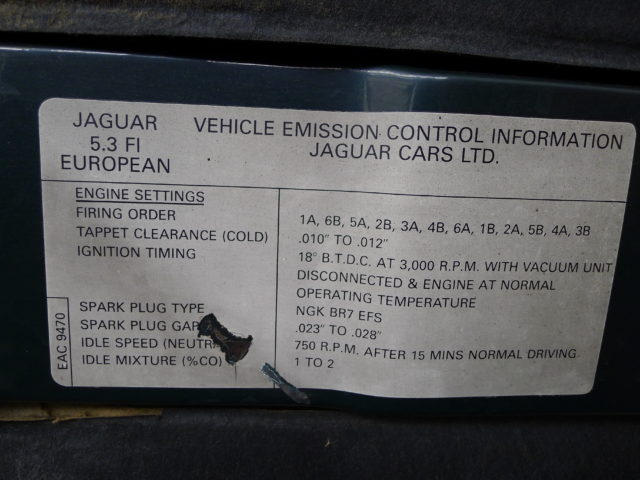 JAGUAR
5.3 FI
EUROPEAN
VEHICLE EMISSION CONTROL INFORMATION
JAGUAR CARS LTD.
ENGINE SETTINGS
FIRING ORDER 1A, 6B, 5A, 2B, 3A, 4B, 6A, 1B, 2A, 5B, 4A, 3B
TAPPET CLEARANCE (COLD) .010" TO .012"
IGNITION TIMING 18° B.T.D.C. AT 3,000 R.P.M. WITH VACUUM UNIT
DISCONNECTED & ENGINE AT NORMAL
OPERATING TEMPERATURE
SPARK PLUG TYPE NGK BR7 EFS
SPARK PLUG GAP .023" TO .028"
IDLE SPEED (NEUTRA 750 R.P.M. AFTER 15 MINS NORMAL DRIVING
IDLE MIXTURE (%CO) 1 TO 2
EAC 9470